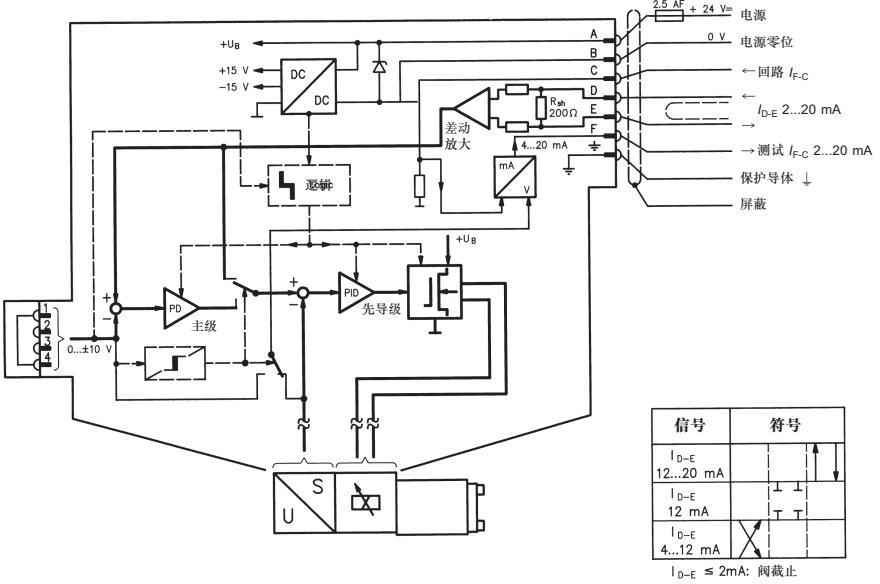 2.5 AF
+ 24 V=
电源
+UB
A
0 V
电源零位
B
+15 V
DC
C
←回路 IF-C
−15 V
D
←
DC
Rsh
200Ω
ID-E 2...20 mA
E
→
差动
放大
F
4...20 mA
→测试 IF-C 2...20 mA
mA
V
保护导体
逻辑
Logic
屏蔽
+UB
+
−
PD
主级
+
−
PID
先导级
1
2
3
4
0...±10 V
S
U
信号
符号
ID−E
12...20 mA
ID−E
12 mA
ID−E
4...12 mA
ID−E ≤ 2mA: 阀截止